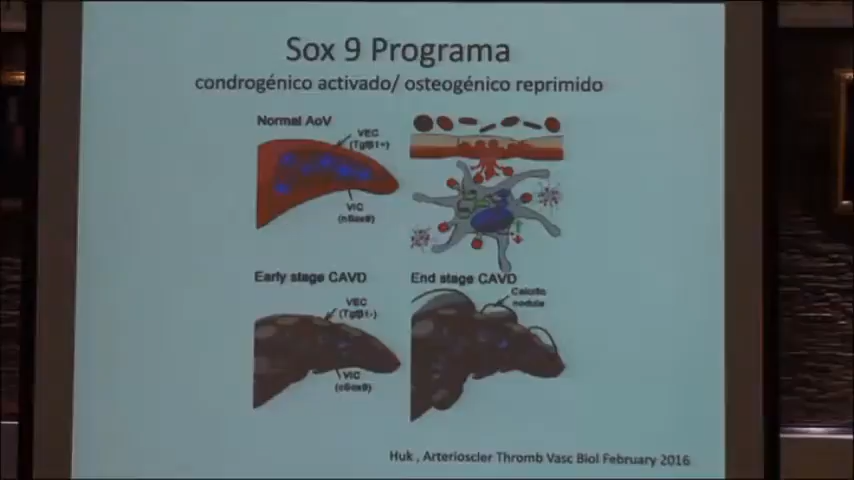 Sox 9 Programa
condrogénico activado/ osteogénico reprimido
Normal AoV
VEC
(Tgfβ1+)
VIC
(nSox9)
Early stage CAVD
End stage CAVD
VEC
(Tgfβ1-)
VIC
(cSox9)
Calcific
nodule
Huk , Arterioscler Thromb Vasc Biol February 2016